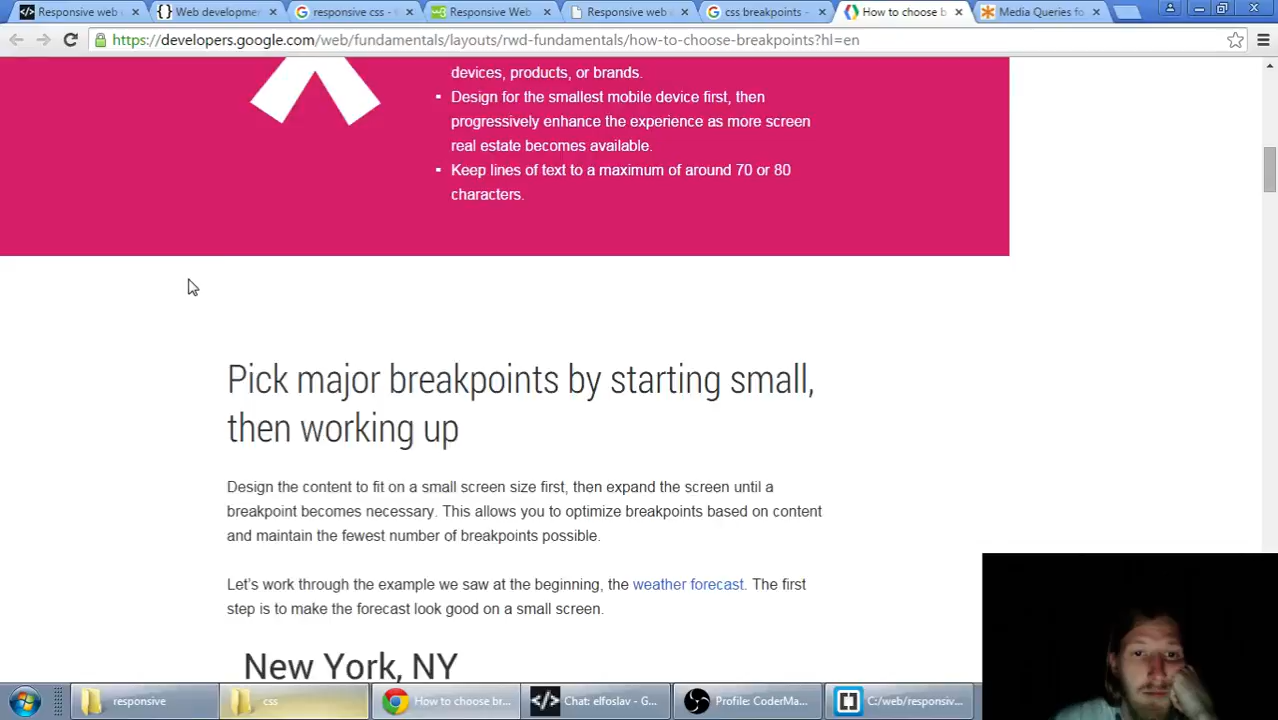 Responsive web
Web developmen
responsive css -
Responsive Web
Responsive web
css breakpoints -
How to choose b
Media Queries fo
https://developers.google.com/web/fundamentals/layouts/rwd-fundamentals/how-to-choose-breakpoints?hl=en
devices, products, or brands.
▪ Design for the smallest mobile device first, then
progressively enhance the experience as more screen
real estate becomes available.
▪ Keep lines of text to a maximum of around 70 or 80
characters.
Pick major breakpoints by starting small,
then working up
Design the content to fit on a small screen size first, then expand the screen until a
breakpoint becomes necessary. This allows you to optimize breakpoints based on content
and maintain the fewest number of breakpoints possible.
Let's work through the example we saw at the beginning, the weather forecast. The first
step is to make the forecast look good on a small screen.
New York, NY
responsive
css
How to choose br...
Chat: elfoslav - G...
Profile: CoderMa...
C:/web/responsiv...